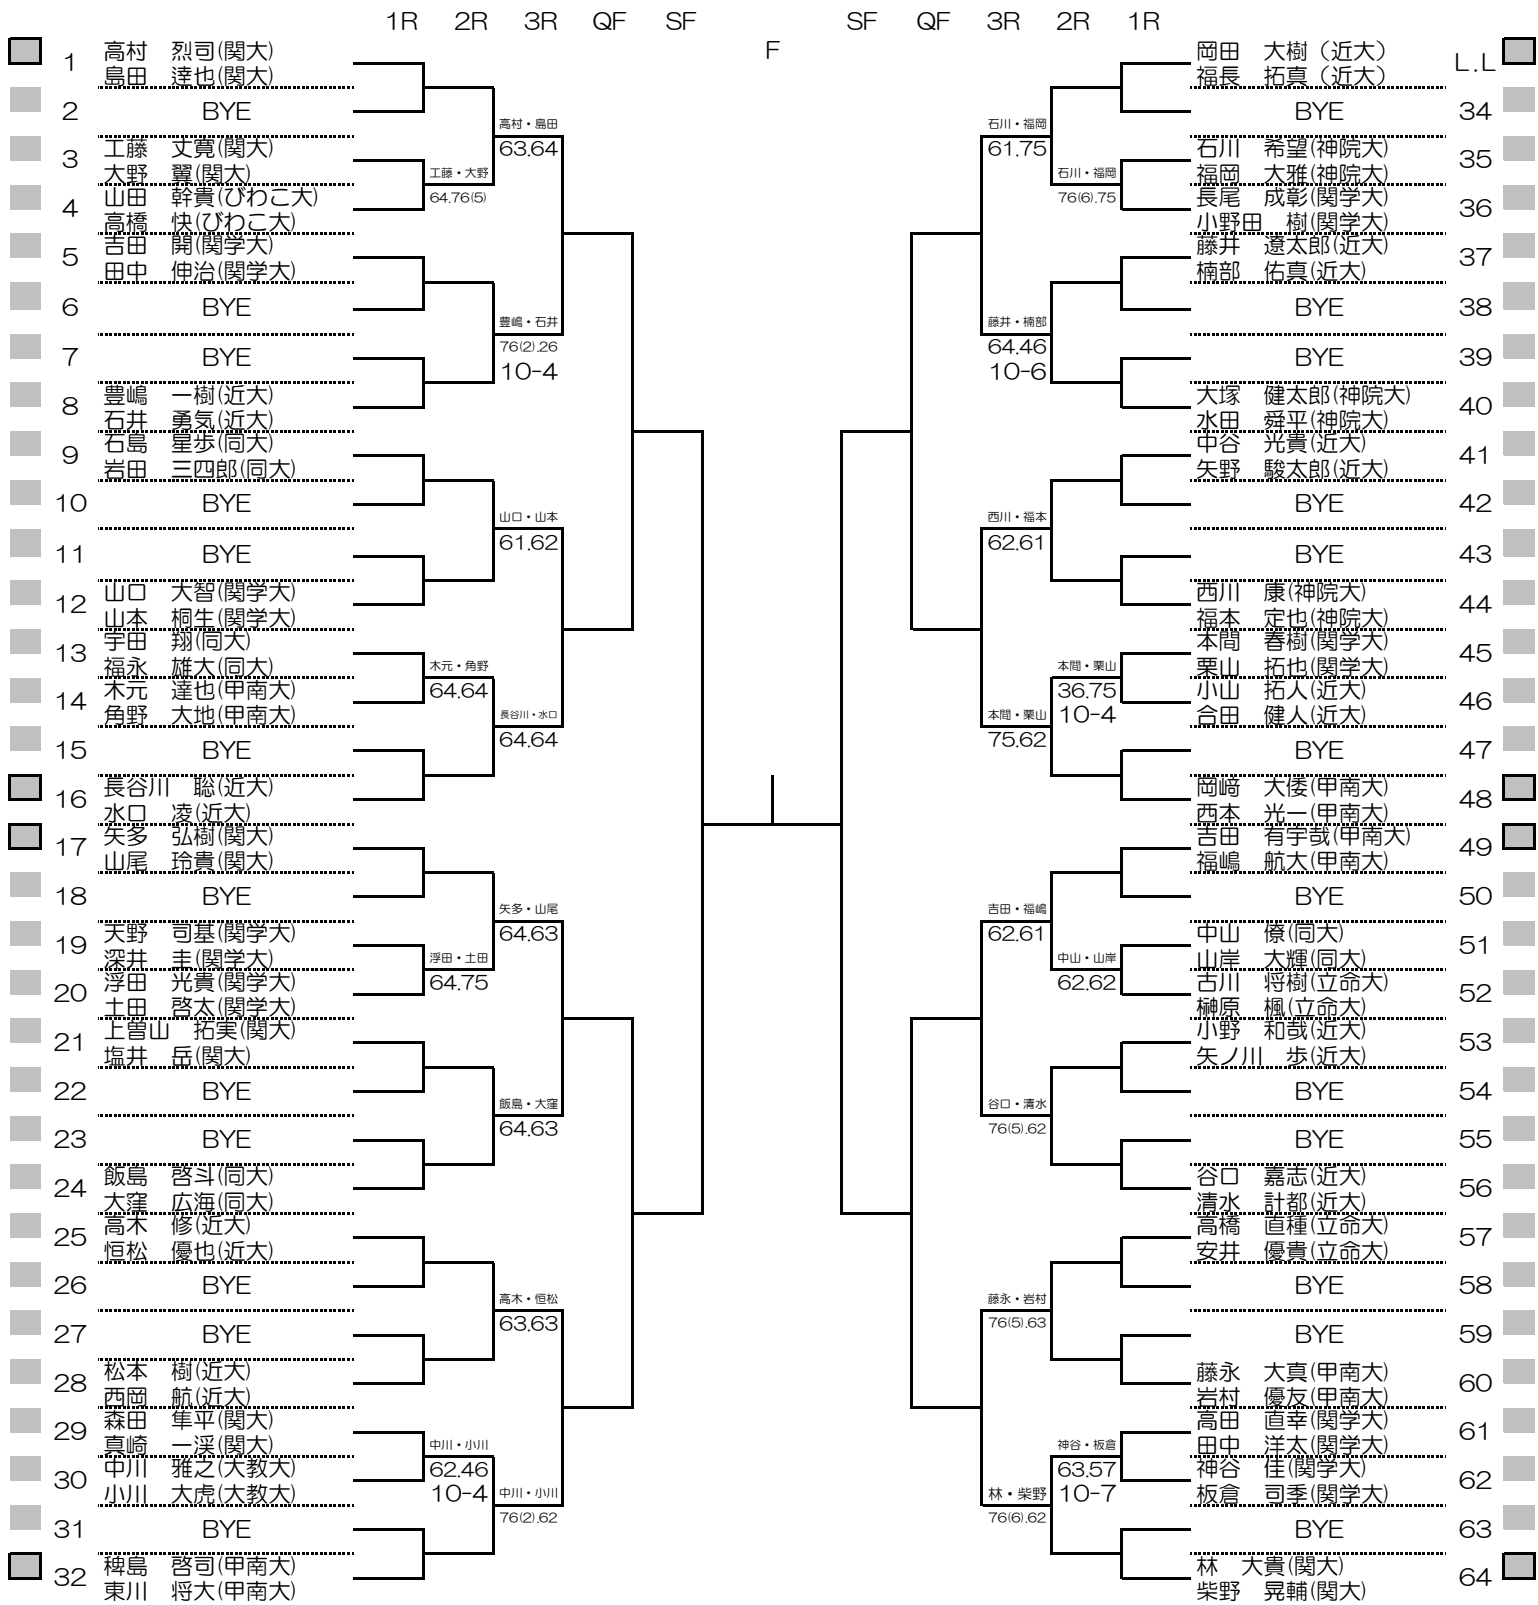 1R 2R 3R QF SF F SF QF 3R 2R 1R
1 高村 烈司(関大)
島田 達也(関大)
2 BYE
高村・島田
63.64
3 工藤 丈寛(関大)
大野 翼(関大)
工藤・大野
64.76(5)
4 山田 幹貴(びわこ大)
高橋 快(びわこ大)
5 吉田 開(関学大)
田中 伸治(関学大)
6 BYE
豊嶋・石井
76(2).26
10-4
7 BYE
8 豊嶋 一樹(近大)
石井 勇気(近大)
9 石島 星歩(同大)
岩田 三四郎(同大)
10 BYE
山口・山本
61.62
11 BYE
12 山口 大智(関学大)
山本 桐生(関学大)
13 宇田 翔(同大)
福永 雄大(同大)
木元・角野
64.64
14 木元 達也(甲南大)
角野 大地(甲南大)
長谷川・水口
64.64
15 BYE
16 長谷川 聡(近大)
水口 凌(近大)
17 矢多 弘樹(関大)
山尾 玲貴(関大)
18 BYE
矢多・山尾
64.63
19 天野 司基(関学大)
深井 圭(関学大)
浮田・土田
64.75
20 浮田 光貴(関学大)
土田 啓太(関学大)
21 上曽山 拓実(関大)
塩井 岳(関大)
22 BYE
飯島・大窪
64.63
23 BYE
24 飯島 啓斗(同大)
大窪 広海(同大)
25 高木 修(近大)
恒松 優也(近大)
26 BYE
高木・恒松
63.63
27 BYE
28 松本 樹(近大)
西岡 航(近大)
29 森田 隼平(関大)
真崎 一渓(関大)
中川・小川
62.46
10-4
30 中川 雅之(大教大)
小川 大虎(大教大)
中川・小川
76(2).62
31 BYE
32 稗島 啓司(甲南大)
東川 将大(甲南大)
岡田 大樹（近大） L.L
福長 拓真（近大）
BYE 34
石川・福岡
61.75
石川 希望(神院大) 35
福岡 大雅(神院大)
石川・福岡
76(6).75
長尾 成彰(関学大) 36
小野田 樹(関学大)
藤井 遼太郎(近大) 37
楠部 佑真(近大)
BYE 38
藤井・楠部
64.46
10-6
BYE 39
大塚 健太郎(神院大) 40
水田 舜平(神院大)
中谷 光貴(近大) 41
矢野 駿太郎(近大)
BYE 42
西川・福本
62.61
BYE 43
西川 康(神院大) 44
福本 定也(神院大)
本間 春樹(関学大) 45
栗山 拓也(関学大)
本間・栗山
36.75
10-4
小山 拓人(近大) 46
合田 健人(近大)
本間・栗山
75.62
BYE 47
岡﨑 大倭(甲南大) 48
西本 光一(甲南大)
吉田 有宇哉(甲南大) 49
福嶋 航大(甲南大)
BYE 50
吉田・福嶋
62.61
中山 僚(同大) 51
山岸 大輝(同大)
中山・山岸
62.62
古川 将樹(立命大) 52
榊原 楓(立命大)
小野 和哉(近大) 53
矢ノ川 歩(近大)
BYE 54
谷口・清水
76(5).62
BYE 55
谷口 嘉志(近大) 56
清水 計都(近大)
高橋 直種(立命大) 57
安井 優貴(立命大)
BYE 58
藤永・岩村
76(5).63
BYE 59
藤永 大真(甲南大) 60
岩村 優友(甲南大)
高田 直幸(関学大) 61
田中 洋太(関学大)
神谷・板倉
63.57
10-7
神谷 佳(関学大) 62
板倉 司季(関学大)
林・柴野
76(6).62
BYE 63
林 大貴(関大) 64
柴野 晃輔(関大)